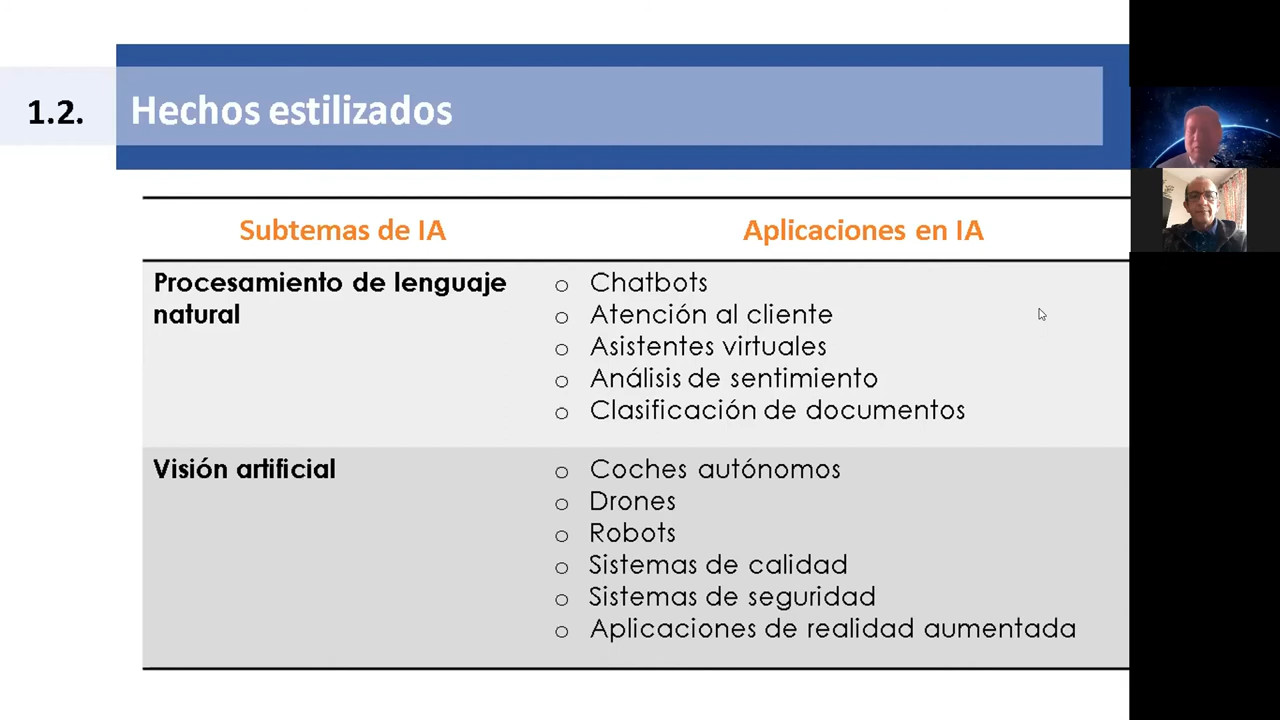 1.2.
Hechos estilizados
Subtemas de IA
Aplicaciones en IA
Procesamiento de lenguaje
natural
o Chatbots
o Atención al cliente
o Asistentes virtuales
o Análisis de sentimiento
o Clasificación de documentos
Visión artificial
o Coches autónomos
o Drones
o Robots
o Sistemas de calidad
o Sistemas de seguridad
o Aplicaciones de realidad aumentada